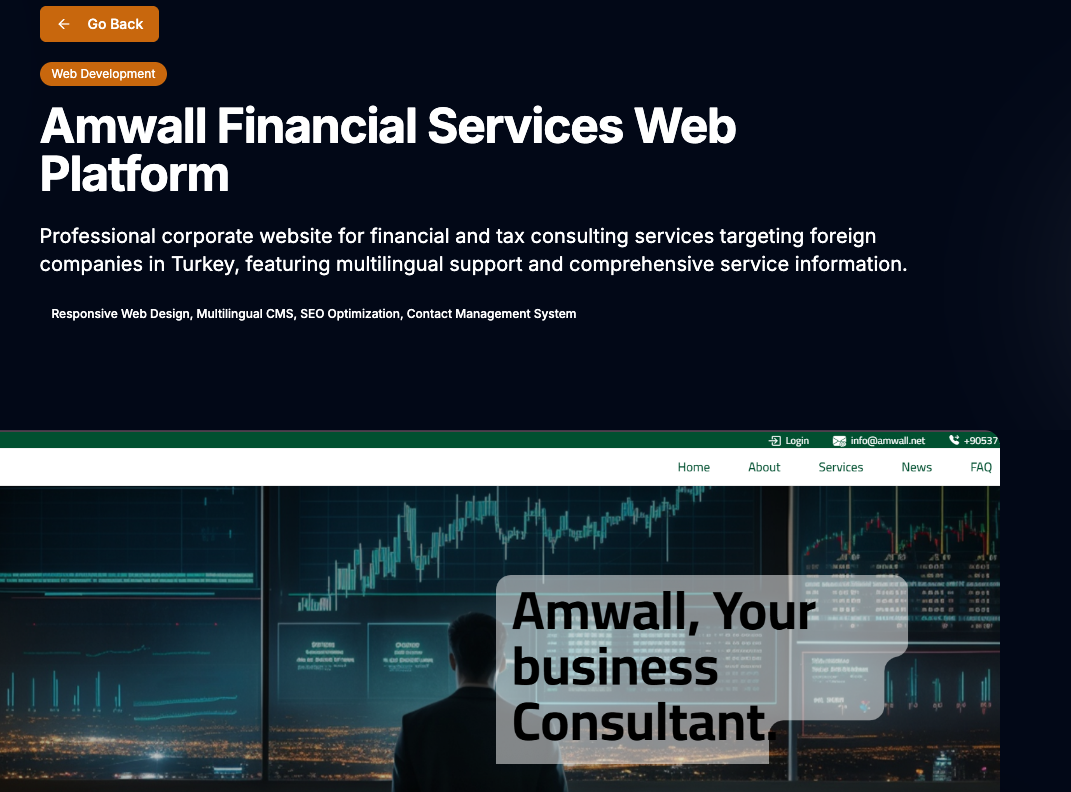 Go Back
Web Development
Amwall Financial Services Web
Platform
Professional corporate website for financial and tax consulting services targeting foreign
companies in Turkey, featuring multilingual support and comprehensive service information.
Responsive Web Design, Multilingual CMS, SEO Optimization, Contact Management System
Login info@amwall.net +90537
Home About Services News FAQ
Amwall, Your
business
Consultant.